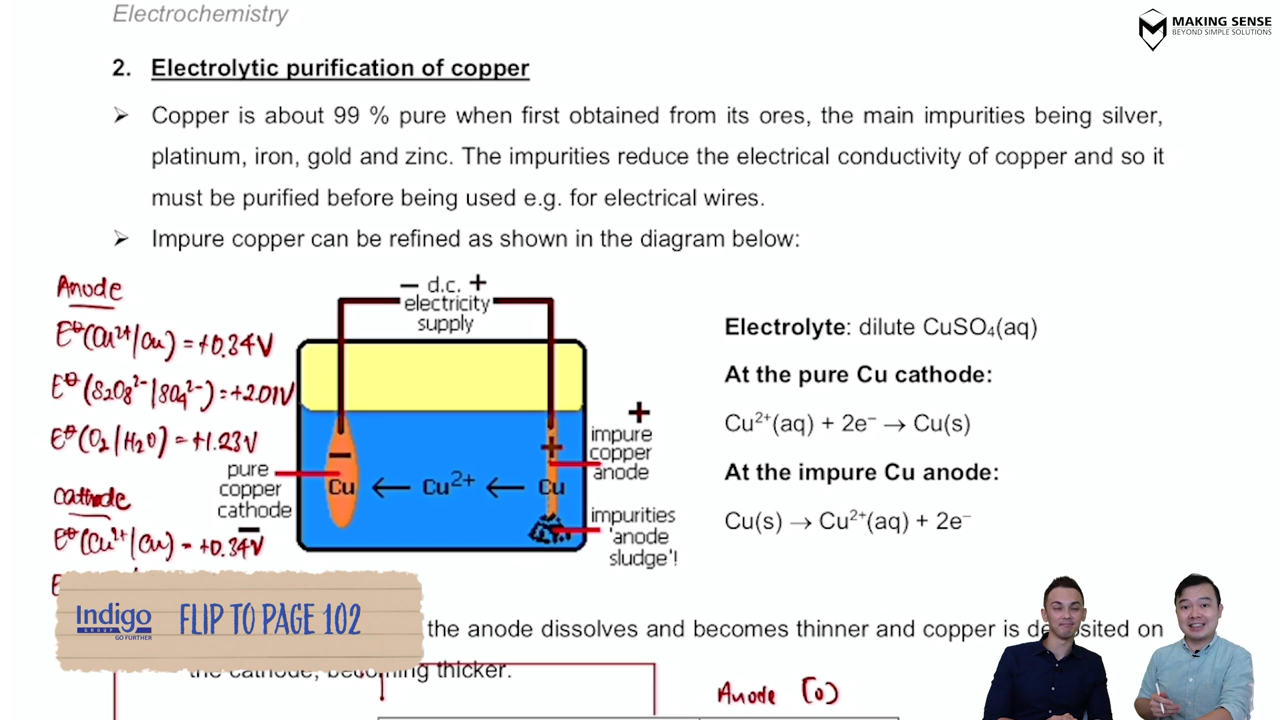 Electrochemistry
MAKING SENSE
BEYOND SIMPLE SOLUTIONS
2. Electrolytic purification of copper
➤ Copper is about 99 % pure when first obtained from its ores, the main impurities being silver,
platinum, iron, gold and zinc. The impurities reduce the electrical conductivity of copper and so it
must be purified before being used e.g. for electrical wires.
➤ Impure copper can be refined as shown in the diagram below:
Anode
E⦵(Cu²⁺/Cu) = +0.34V
E⦵(S₂O₈²⁻/SO₄²⁻) = +2.01V
E⦵(O₂/H₂O) = +1.23V
Cathode
E⦵(Cu²⁺/Cu) = +0.34V
E⦵
− d.c. +
electricity
supply
pure
copper
cathode
−
−
Cu ← Cu²⁺ ← Cu
+
+
impure
copper
anode
impurities
'anode
sludge'!
Electrolyte: dilute CuSO₄(aq)
At the pure Cu cathode:
Cu²⁺(aq) + 2e⁻ → Cu(s)
At the impure Cu anode:
Cu(s) → Cu²⁺(aq) + 2e⁻
Indigo
GROUP
GO FURTHER
FLIP TO PAGE 102
the anode dissolves and becomes thinner and copper is deposited on
the cathode, becoming thicker.
Anode [O]